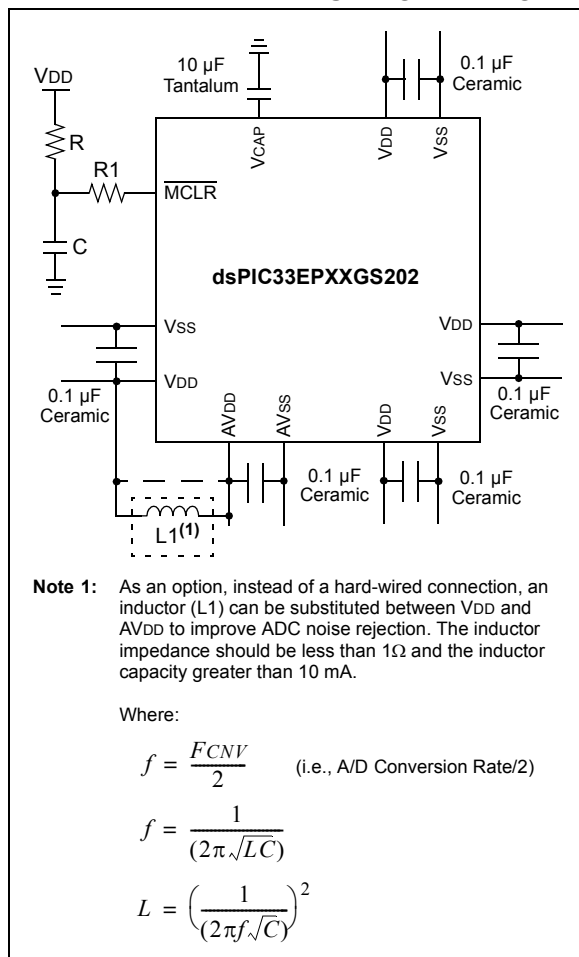 10 µF
Tantalum
0.1 µF
Ceramic
VDD
R
R1
C
VCAP
VDD
VSS
MCLR
dsPIC33EPXXGS202
VSS
VDD
VDD
VSS
0.1 µF
Ceramic
0.1 µF
Ceramic
AVDD
AVSS
VDD
VSS
0.1 µF
Ceramic
0.1 µF
Ceramic
L1(1)
Note 1: As an option, instead of a hard-wired connection, an
inductor (L1) can be substituted between VDD and
AVDD to improve ADC noise rejection. The inductor
impedance should be less than 1Ω and the inductor
capacity greater than 10 mA.
Where:
f = FCNV / 2 (i.e., A/D Conversion Rate/2)
f = 1 / (2π√LC)
L = (1 / (2πf√C))²